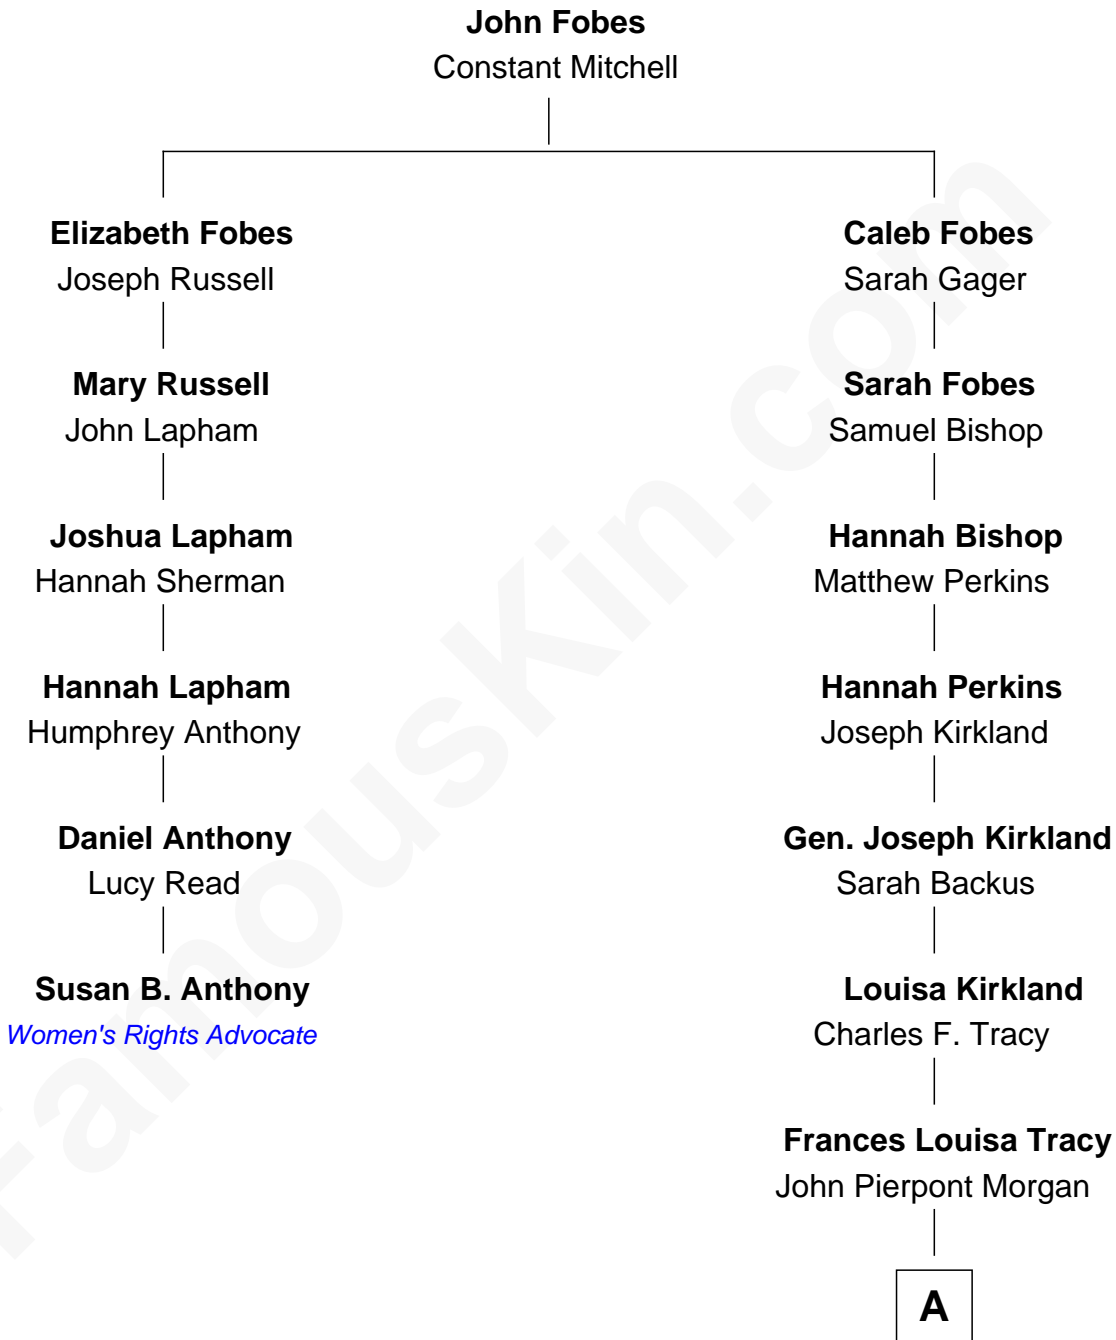 John Fobes
Constant Mitchell
Elizabeth Fobes
Joseph Russell
Caleb Fobes
Sarah Gager
Mary Russell
John Lapham
Sarah Fobes
Samuel Bishop
Joshua Lapham
Hannah Sherman
Hannah Bishop
Matthew Perkins
Hannah Lapham
Humphrey Anthony
Hannah Perkins
Joseph Kirkland
Daniel Anthony
Lucy Read
Gen. Joseph Kirkland
Sarah Backus
Susan B. Anthony
Women's Rights Advocate
Louisa Kirkland
Charles F. Tracy
Frances Louisa Tracy
John Pierpont Morgan
A
FamousKin.com